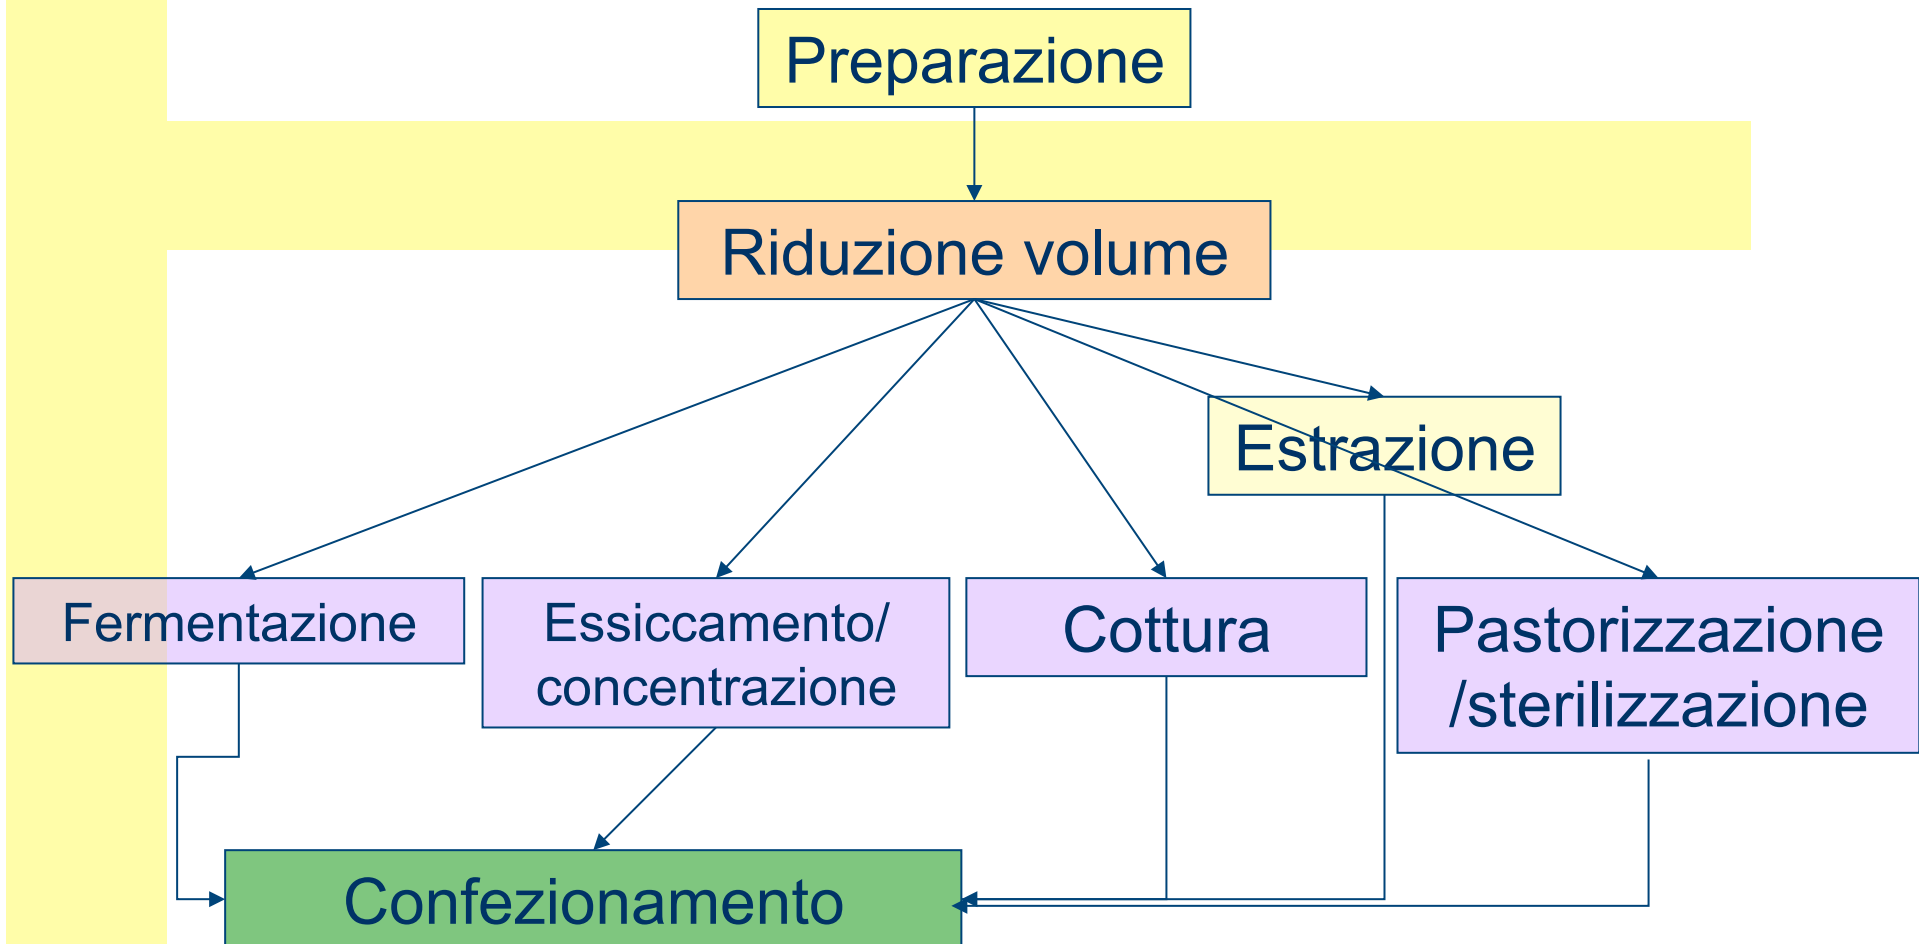 Preparazione
Riduzione volume
Estrazione
Fermentazione
Essiccamento/
concentrazione
Cottura
Pastorizzazione
/sterilizzazione
Confezionamento